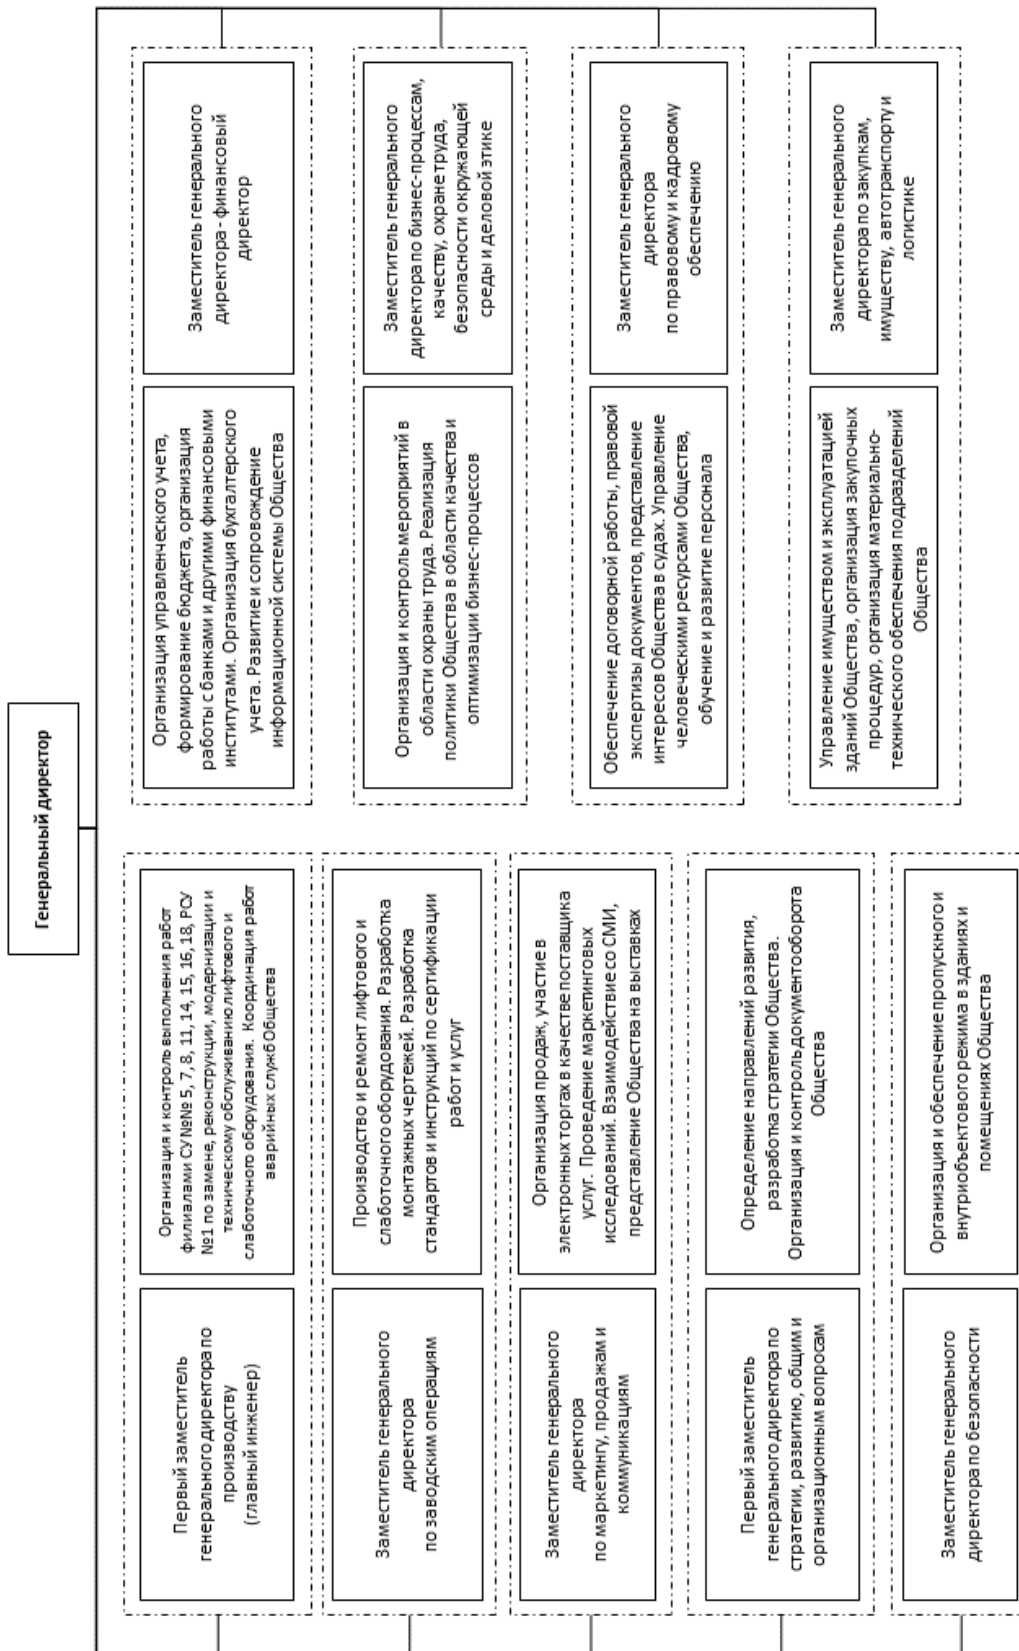 Генеральный директор
Первый заместитель
генерального директора по
производству
(главный инженер)
Организация и контроль выполнения работ
филиалами СУ №№ 5, 7, 8, 11, 14, 15, 16, 18, РСУ
№1 по замене, реконструкции, модернизации и
техническому обслуживанию лифтового и
слаботочного оборудования. Координация работ
аварийных служб Общества
Заместитель генерального
директора
по заводским операциям
Производство и ремонт лифтового и
слаботочного оборудования. Разработка
монтажных чертежей. Разработка
стандартов и инструкций по сертификации
работ и услуг
Заместитель генерального
директора
по маркетингу, продажам и
коммуникациям
Организация продаж, участие в
электронных торгах в качестве поставщика
услуг. Проведение маркетинговых
исследований. Взаимодействие со СМИ,
представление Общества на выставках
Первый заместитель
генерального директора по
стратегии, развитию, общим и
организационным вопросам
Определение направлений развития,
разработка стратегии Общества.
Организация и контроль документооборота
Общества
Заместитель генерального
директора по безопасности
Организация и обеспечение пропускного и
внутриобъектового режима в зданиях и
помещениях Общества
Организация управленческого учета,
формирование бюджета, организация
работы с банками и другими финансовыми
институтами. Организация бухгалтерского
учета. Развитие и сопровождение
информационной системы Общества
Заместитель генерального
директора - финансовый
директор
Организация и контроль мероприятий в
области охраны труда. Реализация
политики Общества в области качества и
оптимизации бизнес-процессов
Заместитель генерального
директора по бизнес-процессам,
качеству, охране труда,
безопасности окружающей
среды и деловой этике
Обеспечение договорной работы, правовой
экспертизы документов, представление
интересов Общества в судах. Управление
человеческими ресурсами Общества,
обучение и развитие персонала
Заместитель генерального
директора
по правовому и кадровому
обеспечению
Управление имуществом и эксплуатацией
зданий Общества, организация закупочных
процедур, организация материально-
технического обеспечения подразделений
Общества
Заместитель генерального
директора по закупкам,
имуществу, автотранспорту и
логистике